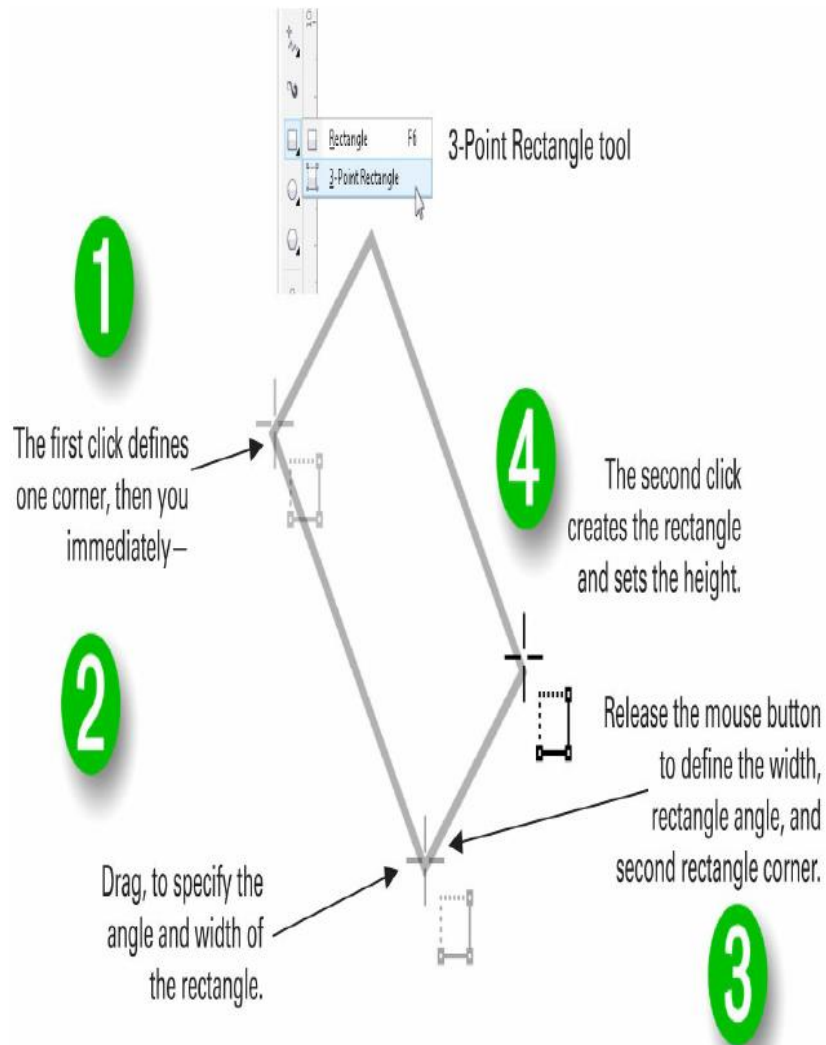 Rectangle F6
3-Point Rectangle
3-Point Rectangle tool
1
The first click defines
one corner, then you
immediately—
2
Drag, to specify the
angle and width of
the rectangle.
3
Release the mouse button
to define the width,
rectangle angle, and
second rectangle corner.
4
The second click
creates the rectangle
and sets the height.